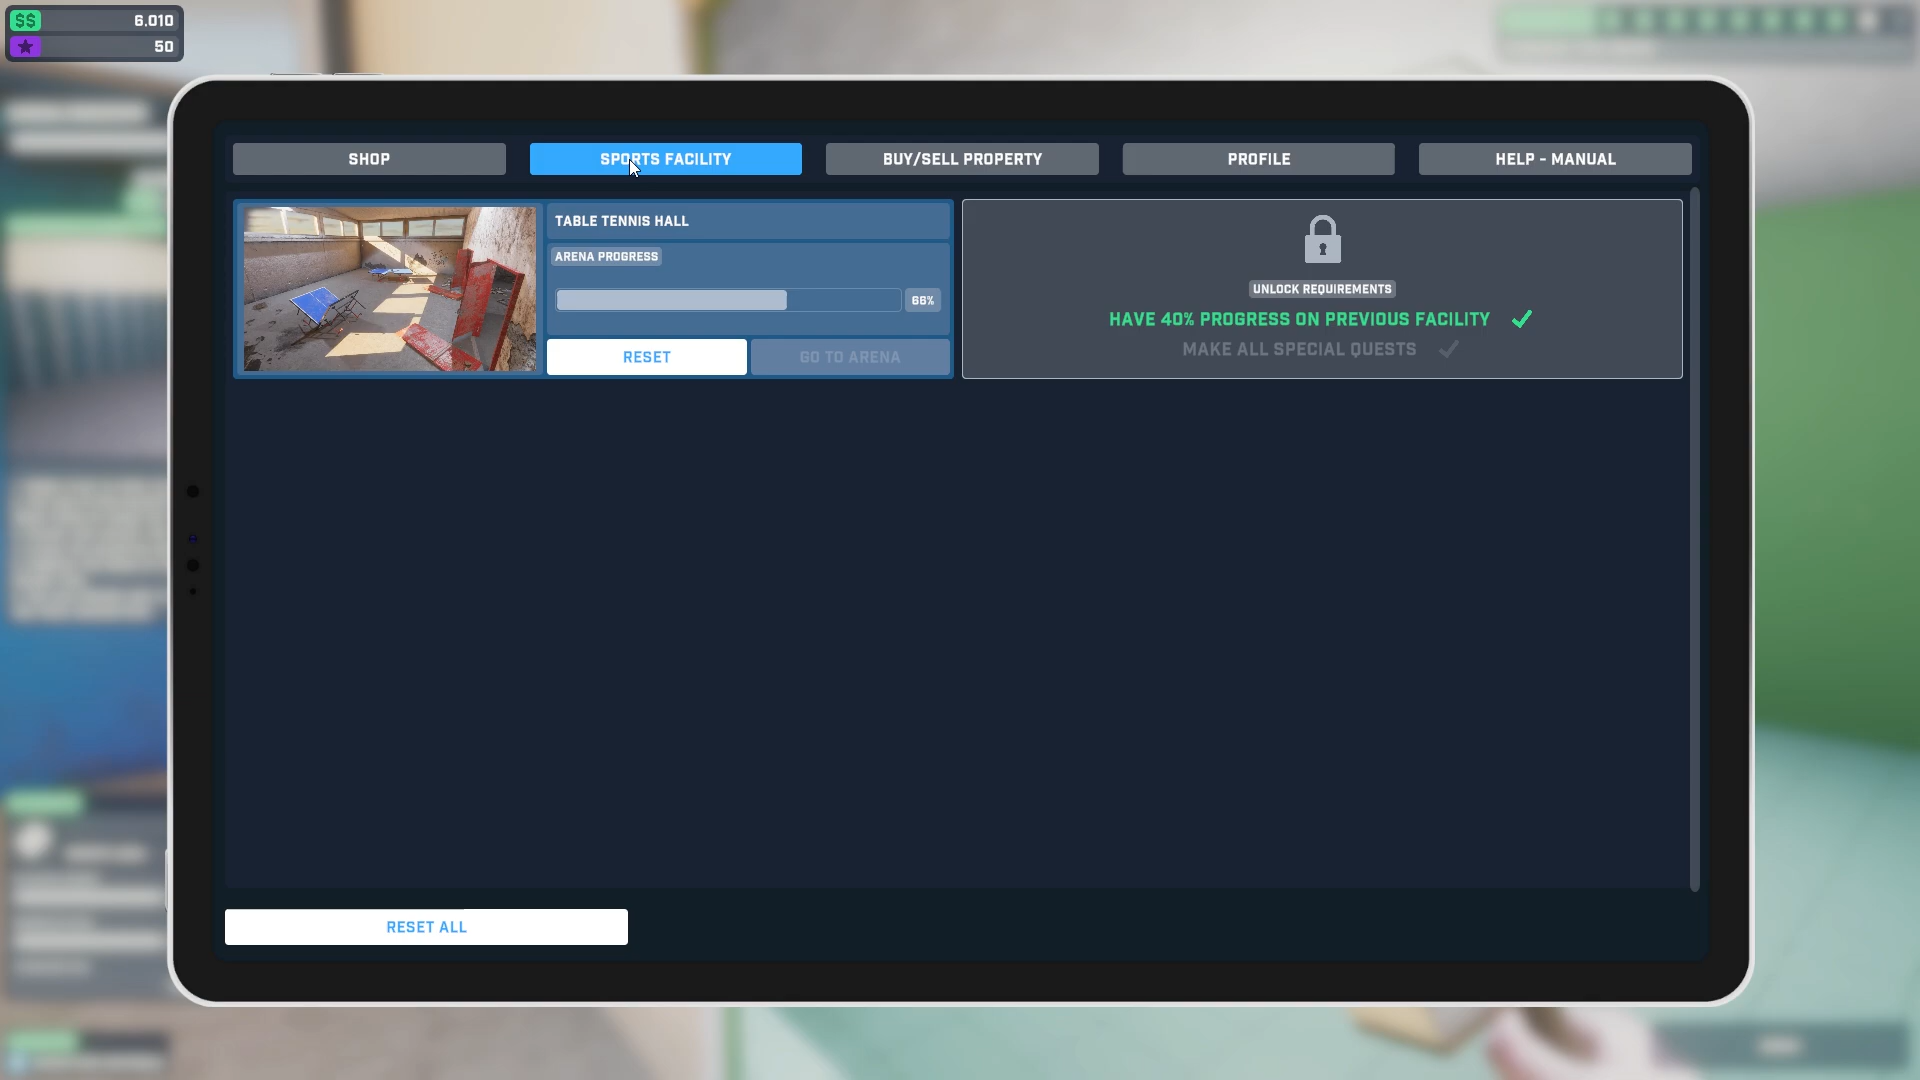 $$ 6.010
50
SHOP
SPORTS FACILITY
BUY/SELL PROPERTY
PROFILE
HELP - MANUAL
TABLE TENNIS HALL
ARENA PROGRESS
66%
RESET
GO TO ARENA
UNLOCK REQUIREMENTS
HAVE 40% PROGRESS ON PREVIOUS FACILITY
MAKE ALL SPECIAL QUESTS
RESET ALL